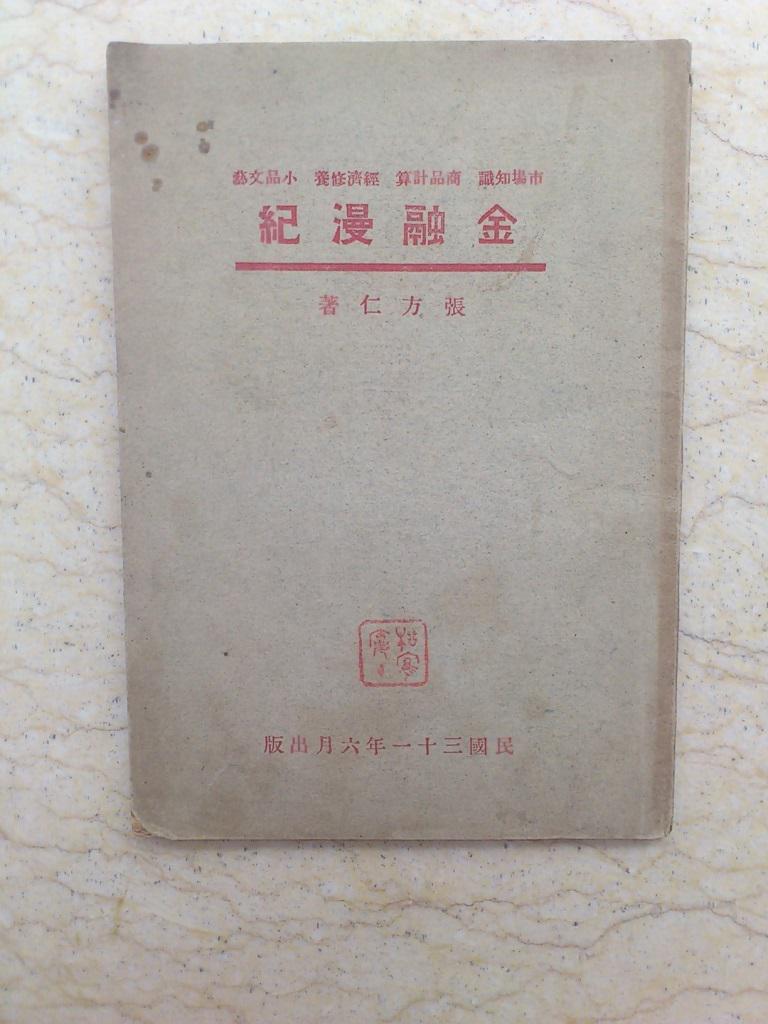 市場知識 商品計算 經濟修養 小品文藝
金融漫紀
張方仁著
民國三十一年六月出版